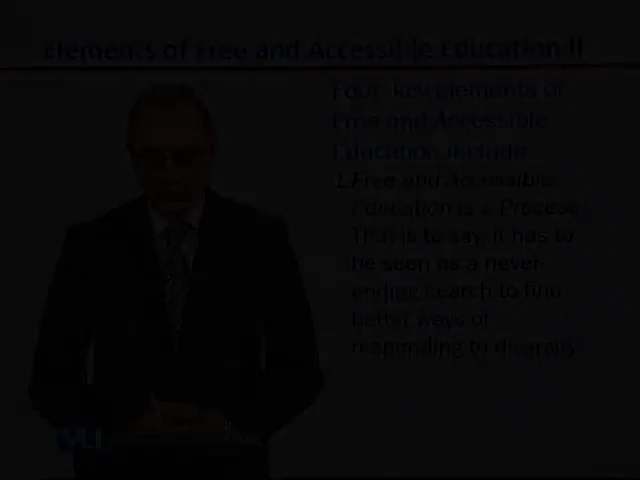 Elements of Free and Accessible Education II
Four key elements of
Free and Accessible
Education include:
1.Free and Accessible
Education is a Process
That is to say, it has to
be seen as a never-
ending search to find
better ways of
responding to diversity
VU